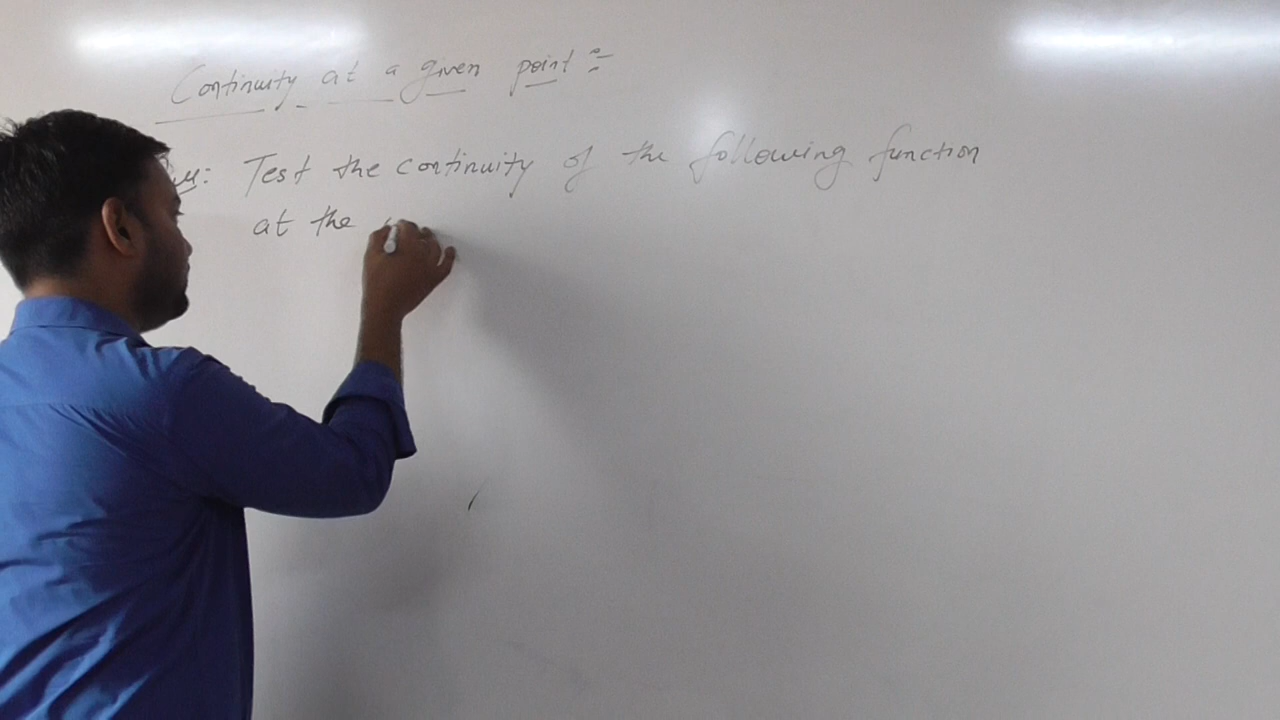 Continuity at a given point :-
Test the continuity of the following function
at the